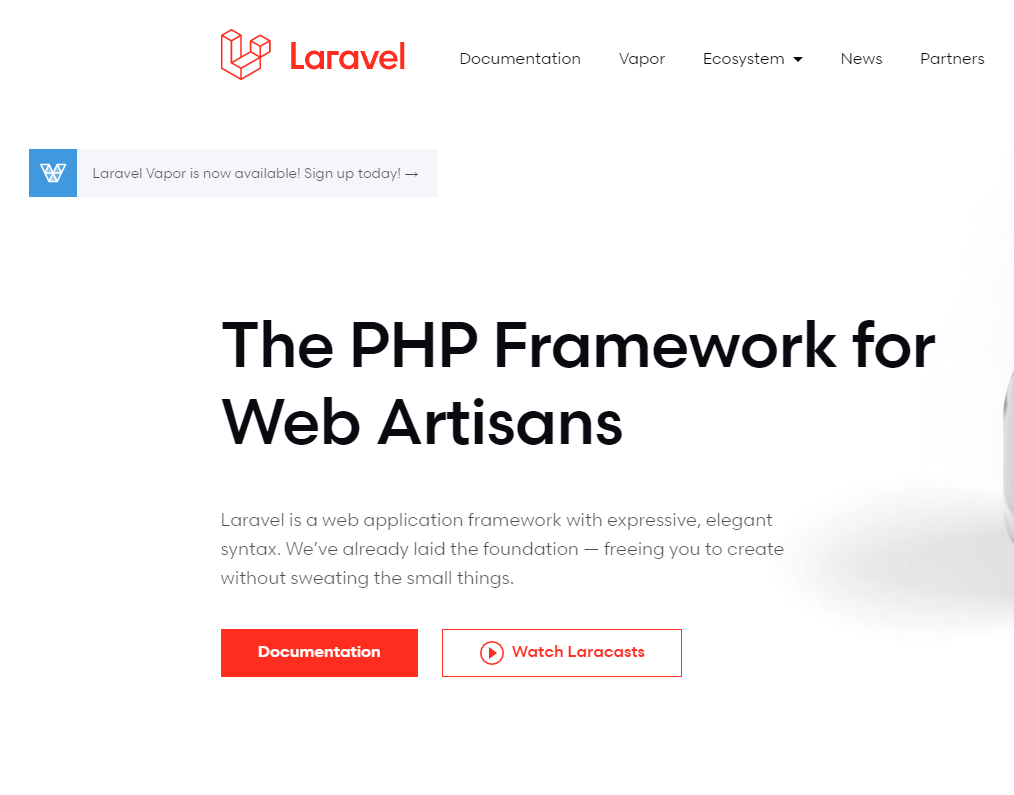 Laravel
Documentation
Vapor
Ecosystem
News
Partners
Laravel Vapor is now available! Sign up today! →
The PHP Framework for
Web Artisans
Laravel is a web application framework with expressive, elegant
syntax. We’ve already laid the foundation — freeing you to create
without sweating the small things.
Documentation
Watch Laracasts